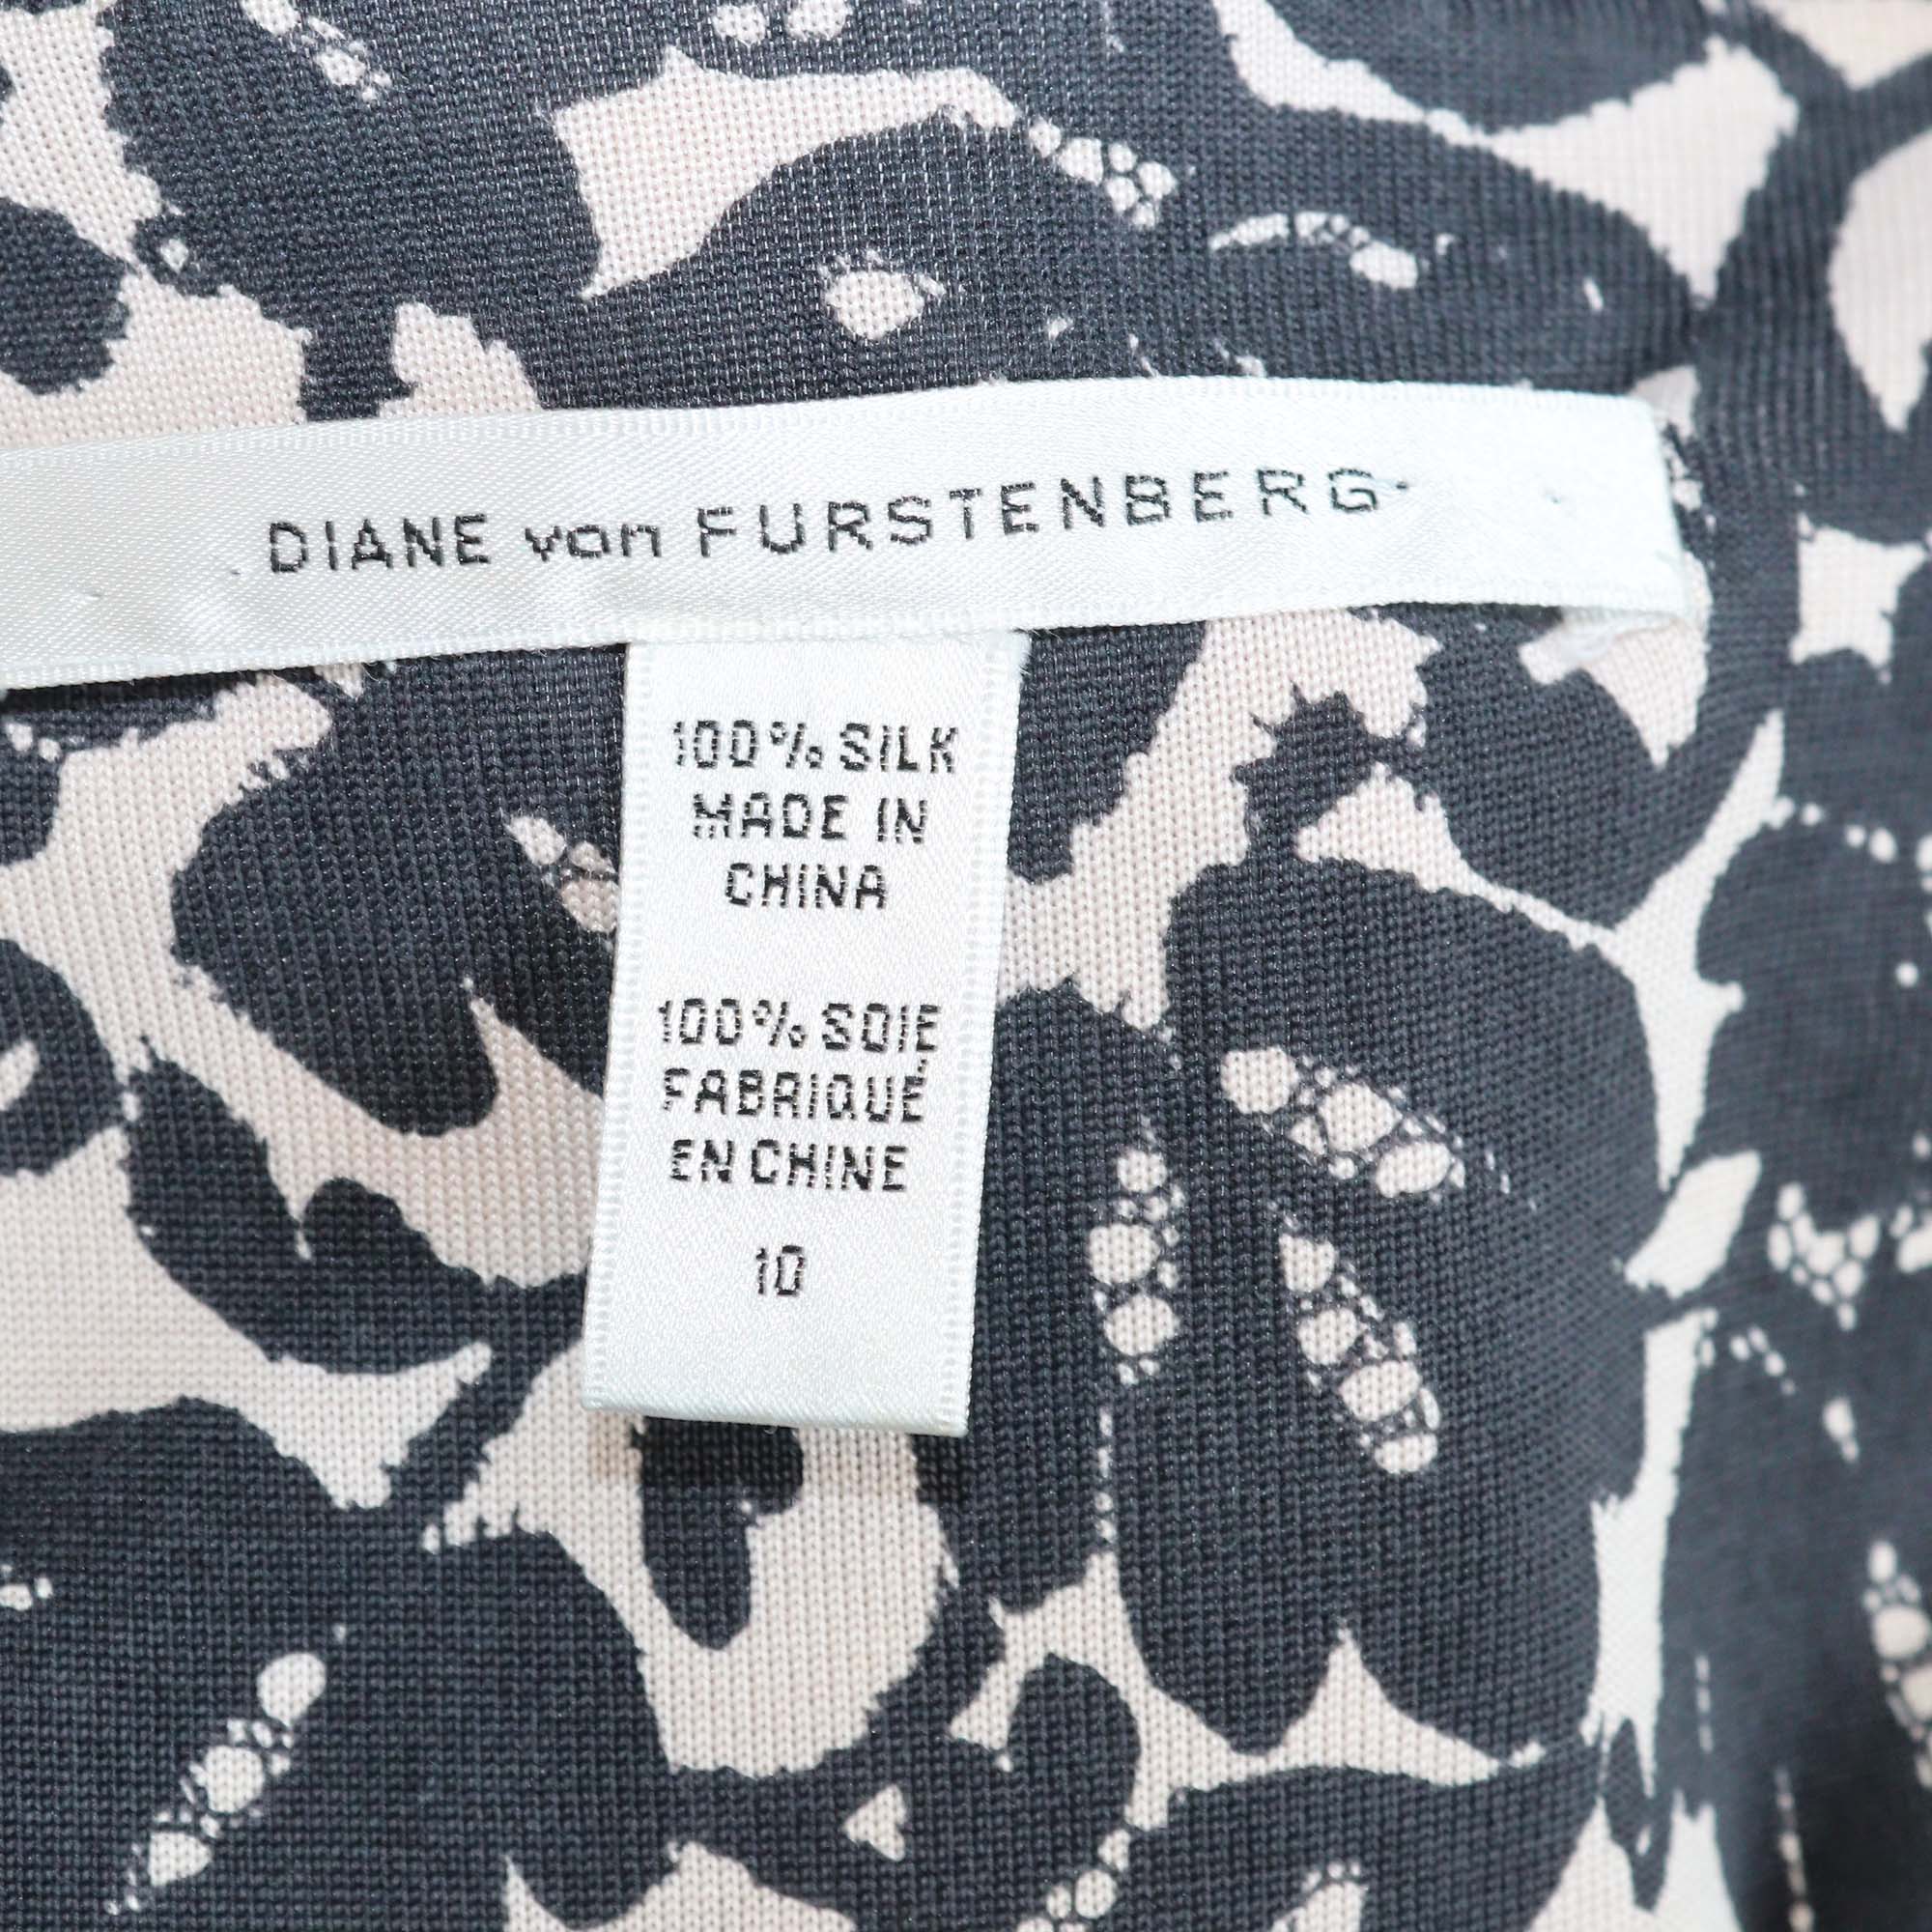 DIANE von FURSTENBERG
100% SILK
MADE IN
CHINA
100% SOIE
FABRIQUÉ
EN CHINE
10